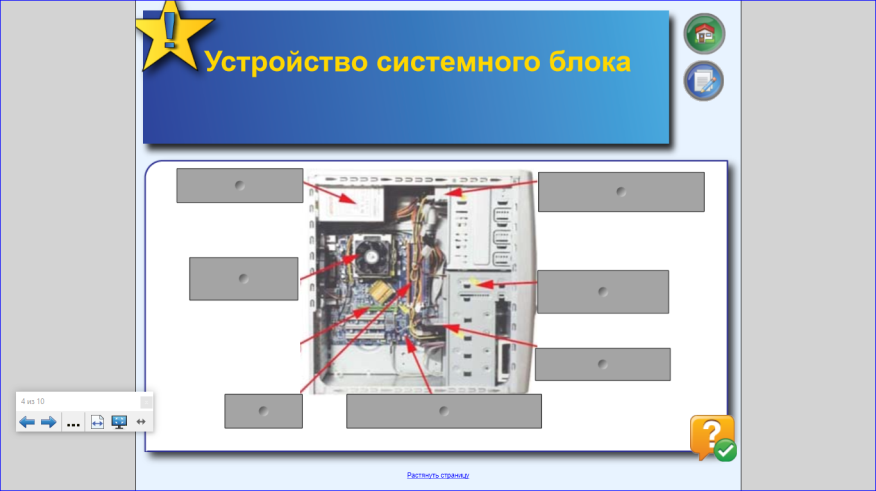 Устройство системного блока
4 из 10
Растянуть страницу